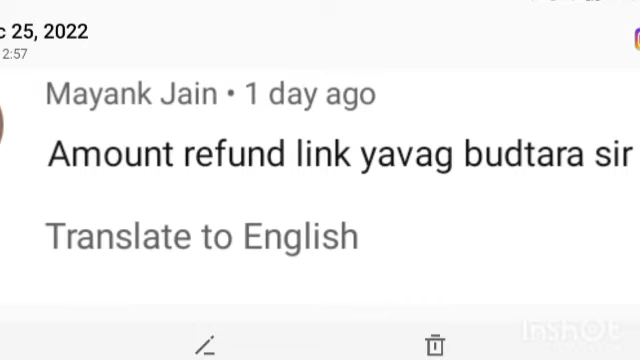 c 25, 2022
2:57
Mayank Jain • 1 day ago
Amount refund link yavag budtara sir
Translate to English
InShOt